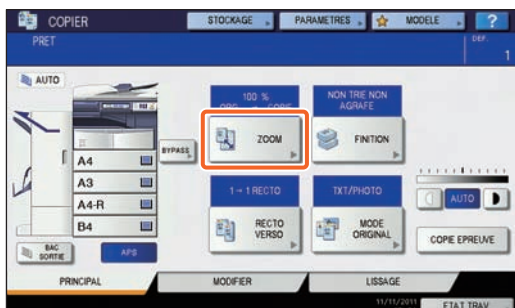 COPIER
STOCKAGE
PARAMETRES
MODELE
?
PRET
DEF.
1
AUTO
100 %
NON TRIE NON
AGRAFE
ZOOM
FINITION
BYPASS
A4
A3
A4-R
B4
1→1 RECTO
TXT/PHOTO
AUTO
RECTO
VERSO
MODE
ORIGINAL
COPIE EPREUVE
BAC
SORTIE
APS
PRINCIPAL
MODIFIER
LISSAGE
11/11/2011
ETAT TRAV.